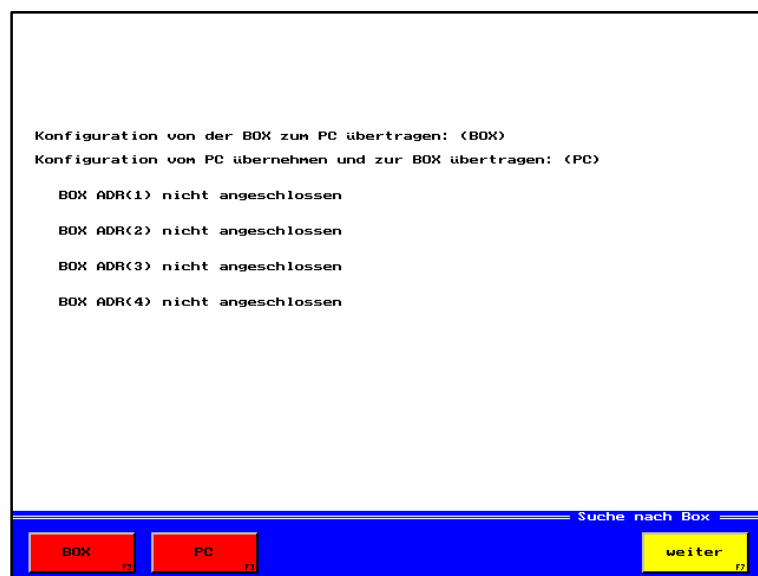 Konfiguration von der BOX zum PC übertragen: (BOX)
Konfiguration vom PC übernehmen und zur BOX übertragen: (PC)
BOX ADR(1) nicht angeschlossen
BOX ADR(2) nicht angeschlossen
BOX ADR(3) nicht angeschlossen
BOX ADR(4) nicht angeschlossen
Suche nach Box
BOX
PC
weiter
F7